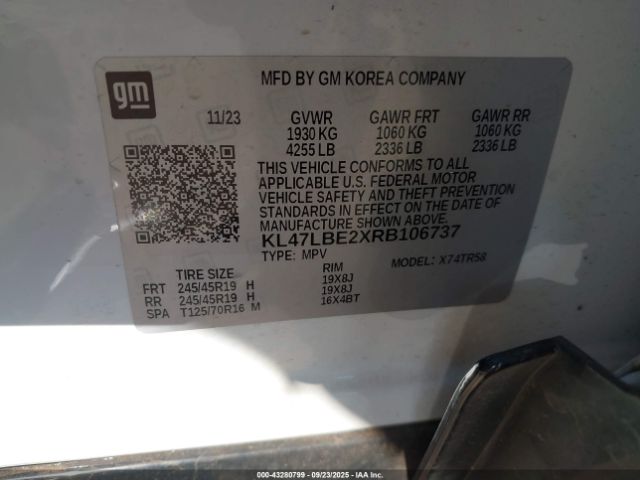 gm
MFD BY GM KOREA COMPANY
11/23 GVWR GAWR FRT GAWR RR
1930 KG 1060 KG 1060 KG
4255 LB 2336 LB 2336 LB
THIS VEHICLE CONFORMS TO ALL
APPLICABLE U.S. FEDERAL MOTOR
VEHICLE SAFETY AND THEFT PREVENTION
STANDARDS IN EFFECT ON THE DATE OF
MANUFACTURE SHOWN ABOVE.
KL47LBE2XRB106737
TYPE: MPV MODEL: X74TR58
TIRE SIZE RIM
FRT 245/45R19 H 19X8J
RR 245/45R19 H 19X8J
SPA T125/70R16 M 16X4BT
000-43280799 - 09/23/2025 - IAA Inc.